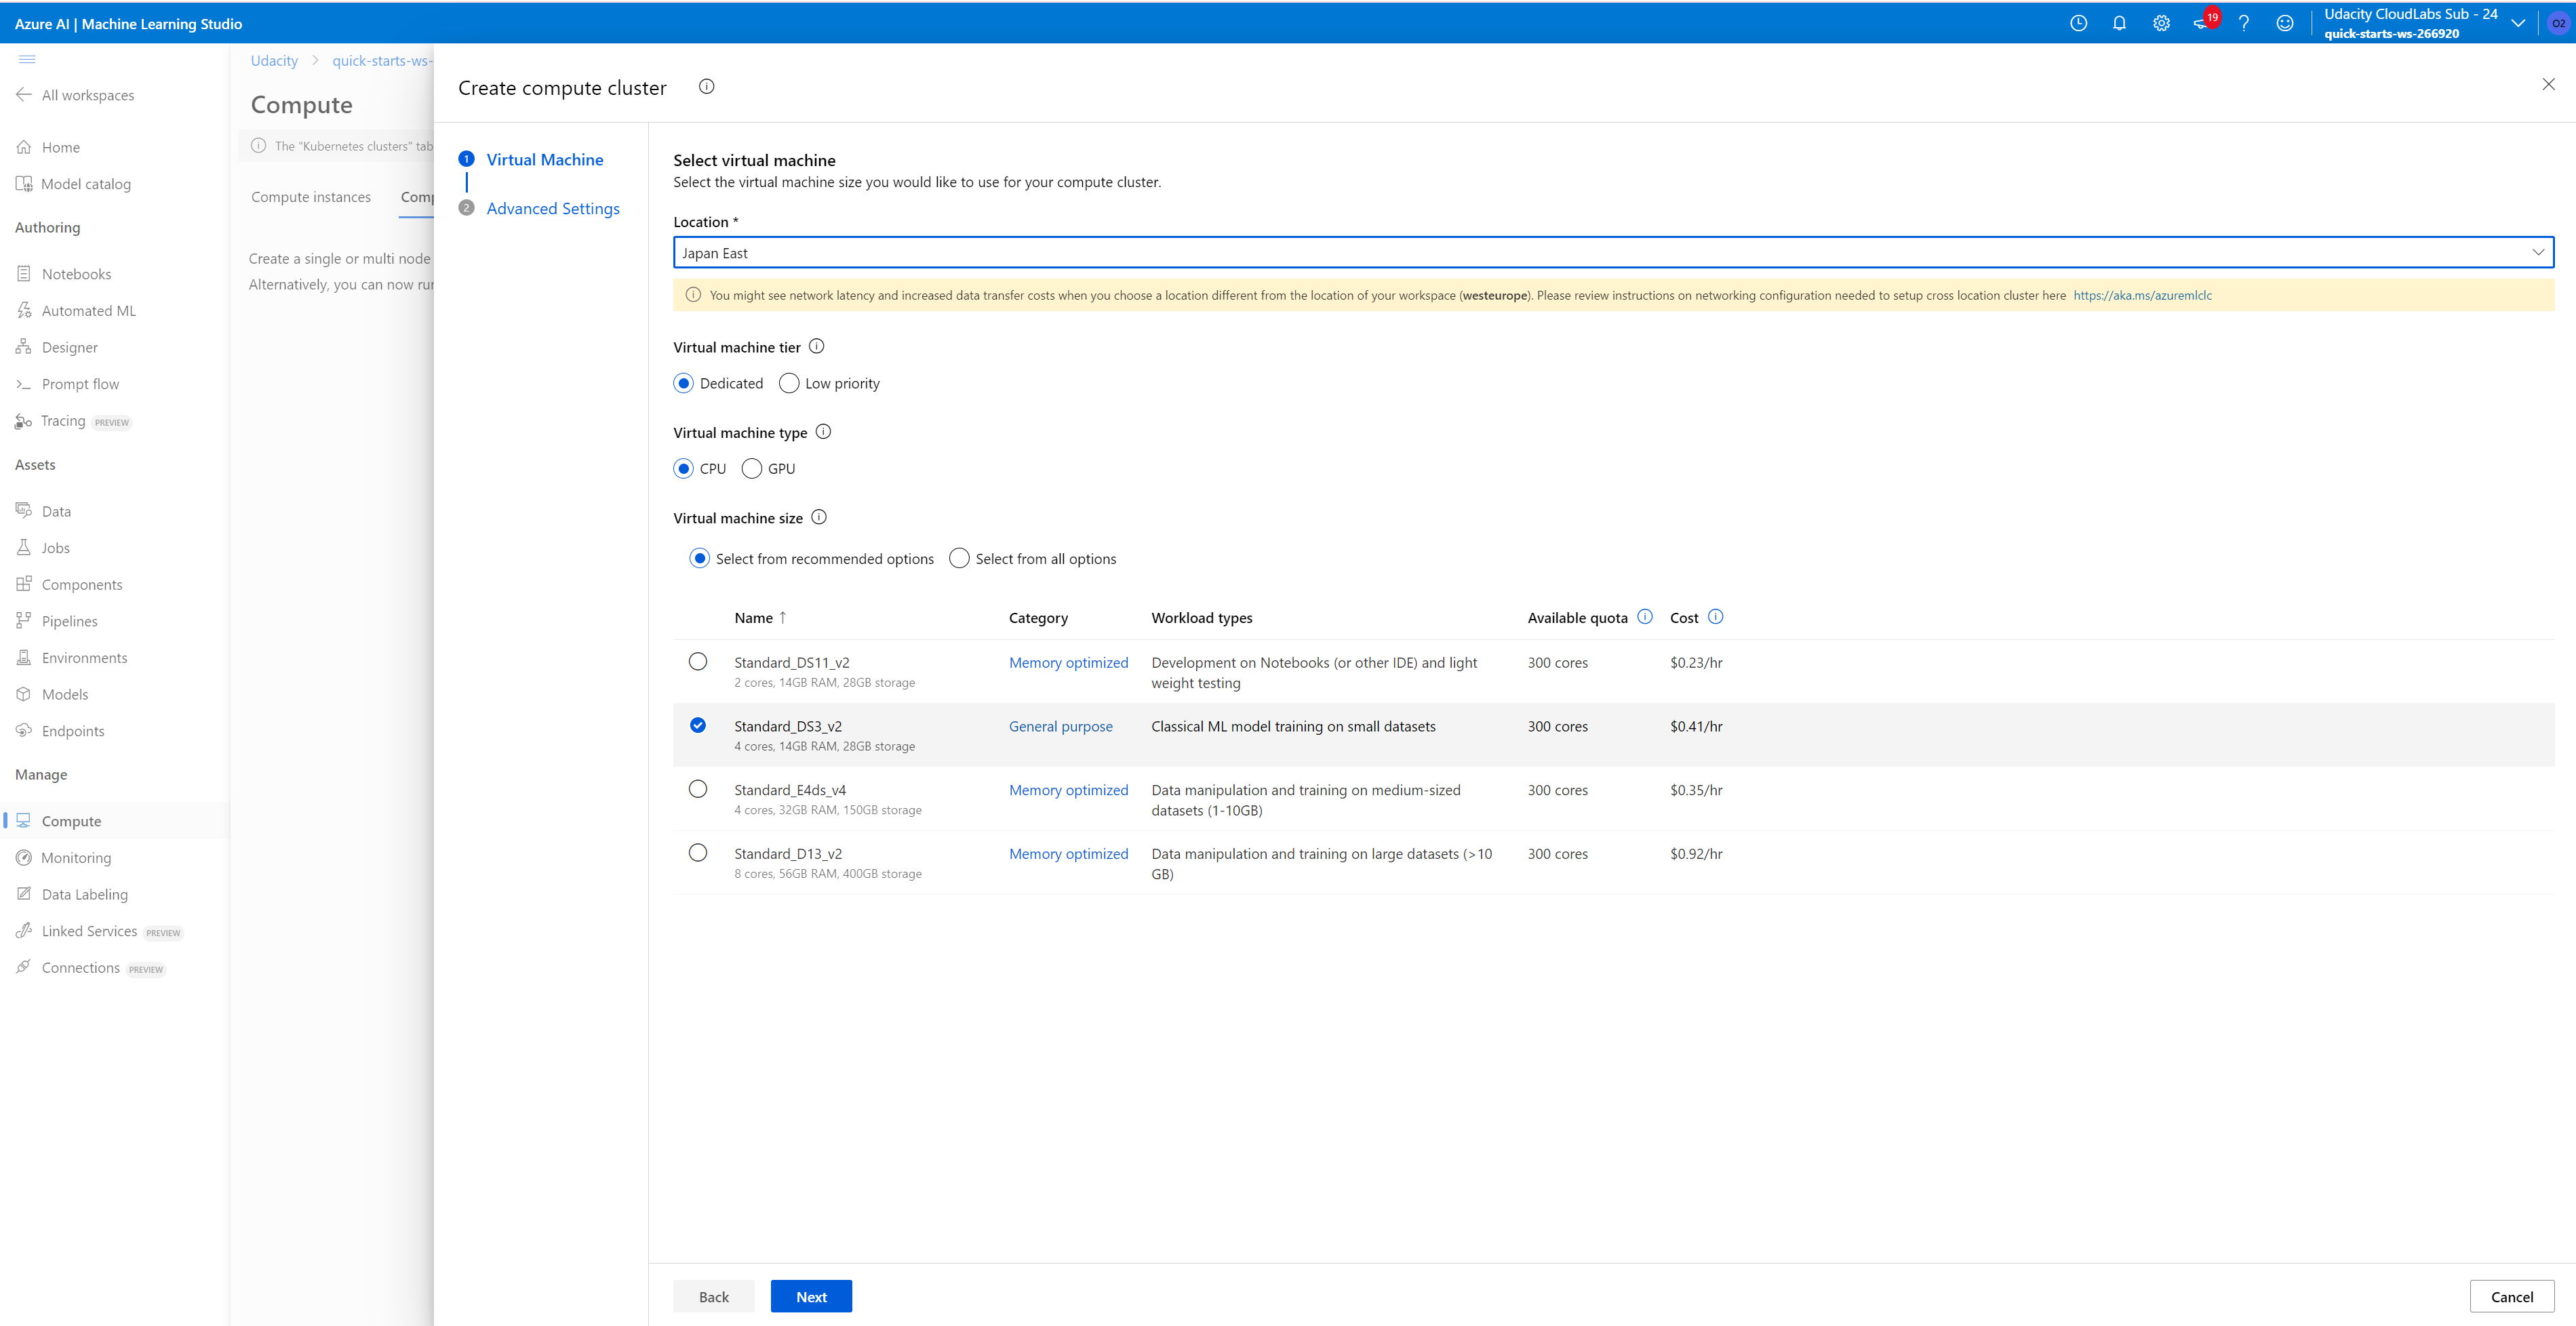 Azure AI | Machine Learning Studio
19
Udacity CloudLabs Sub - 24
quick-starts-ws-266920
O2
All workspaces
Home
Model catalog
Authoring
Notebooks
Automated ML
Designer
Prompt flow
Tracing PREVIEW
Assets
Data
Jobs
Components
Pipelines
Environments
Models
Endpoints
Manage
Compute
Monitoring
Data Labeling
Linked Services PREVIEW
Connections PREVIEW
Udacity > quick-starts-ws-
Compute
The "Kubernetes clusters" tab
Compute instances
Comp
Create a single or multi node
Alternatively, you can now run
Create compute cluster
1 Virtual Machine
2 Advanced Settings
Select virtual machine
Select the virtual machine size you would like to use for your compute cluster.
Location *
Japan East
You might see network latency and increased data transfer costs when you choose a location different from the location of your workspace (westeurope). Please review instructions on networking configuration needed to setup cross location cluster here https://aka.ms/azuremlclc
Virtual machine tier
Dedicated Low priority
Virtual machine type
CPU GPU
Virtual machine size
Select from recommended options Select from all options
Name ↑ Category Workload types Available quota Cost
Standard_DS11_v2 Memory optimized Development on Notebooks (or other IDE) and light 300 cores $0.23/hr
2 cores, 14GB RAM, 28GB storage weight testing
Standard_DS3_v2 General purpose Classical ML model training on small datasets 300 cores $0.41/hr
4 cores, 14GB RAM, 28GB storage
Standard_E4ds_v4 Memory optimized Data manipulation and training on medium-sized 300 cores $0.35/hr
4 cores, 32GB RAM, 150GB storage datasets (1-10GB)
Standard_D13_v2 Memory optimized Data manipulation and training on large datasets (>10 300 cores $0.92/hr
8 cores, 56GB RAM, 400GB storage GB)
Back Next Cancel